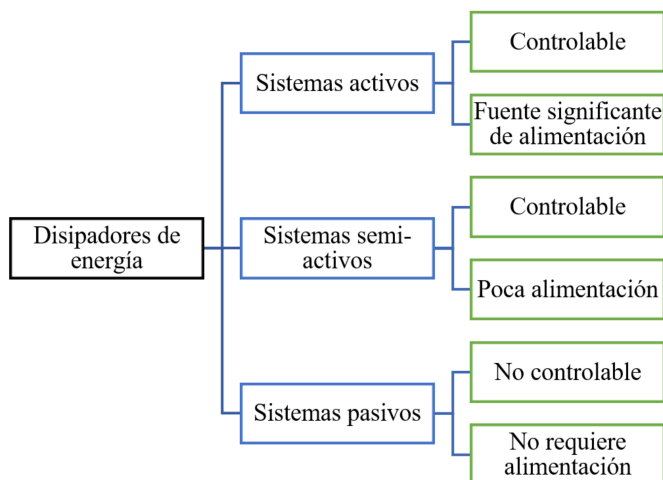 Disipadores de
energía
Sistemas activos
Controlable
Fuente significante
de alimentación
Sistemas semi-
activos
Controlable
Poca alimentación
Sistemas pasivos
No controlable
No requiere
alimentación